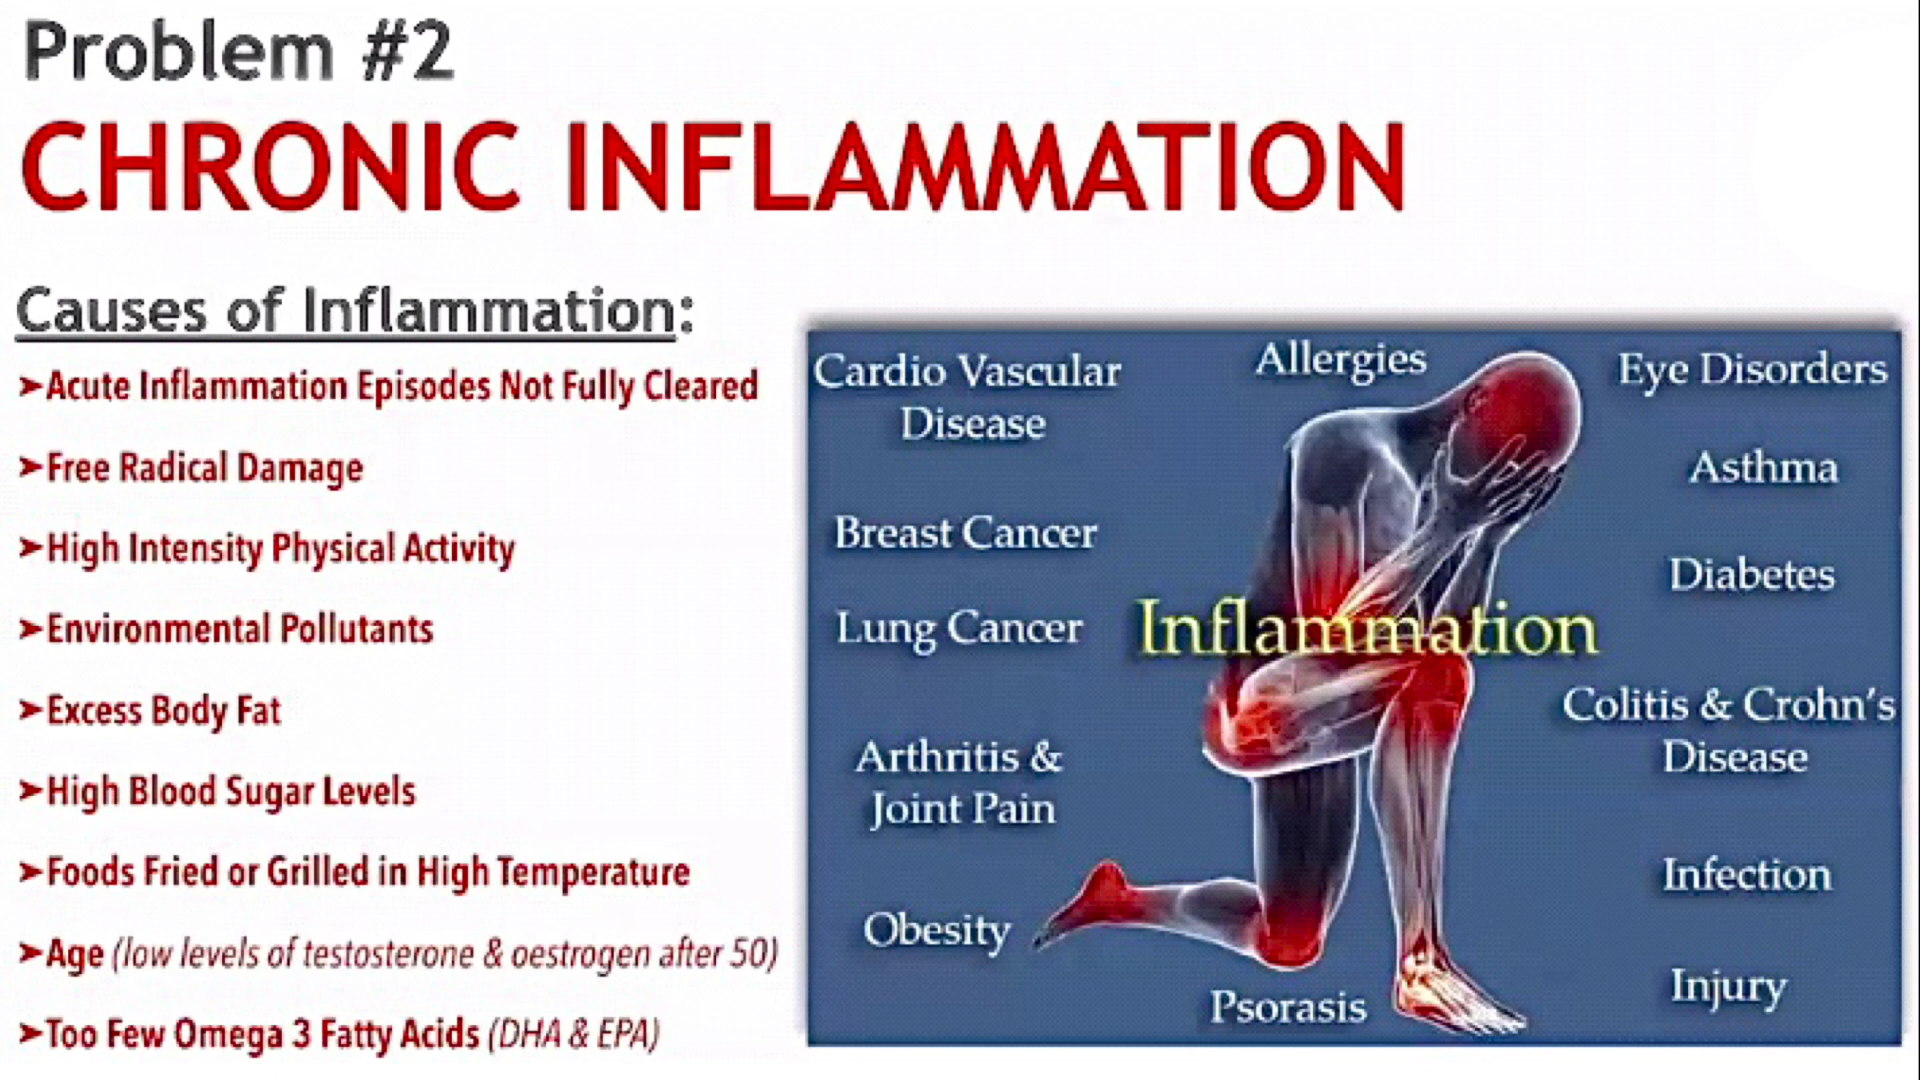 Problem #2
CHRONIC INFLAMMATION
Causes of Inflammation:
➤Acute Inflammation Episodes Not Fully Cleared
➤Free Radical Damage
➤High Intensity Physical Activity
➤Environmental Pollutants
➤Excess Body Fat
➤High Blood Sugar Levels
➤Foods Fried or Grilled in High Temperature
➤Age (low levels of testosterone & oestrogen after 50)
➤Too Few Omega 3 Fatty Acids (DHA & EPA)
Cardio Vascular
Disease
Breast Cancer
Lung Cancer
Arthritis &
Joint Pain
Obesity
Allergies
Inflammation
Psorasis
Eye Disorders
Asthma
Diabetes
Colitis & Crohn's
Disease
Infection
Injury